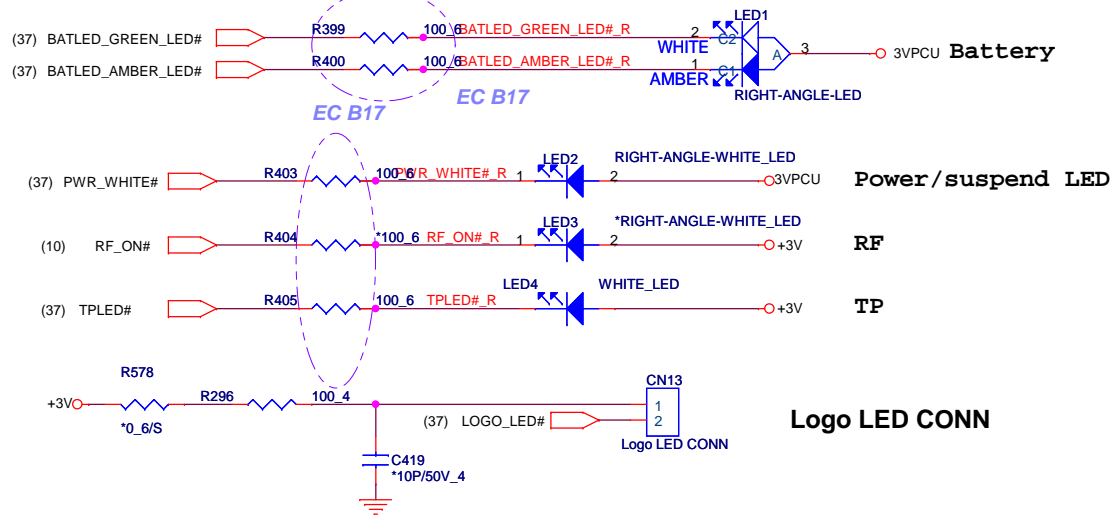 (37) BATLED_GREEN_LED# R399 100_6 BATLED_GREEN_LED#_R 2 WHITE C2 LED1 A 3 3VPCU Battery
(37) BATLED_AMBER_LED# R400 100_6 BATLED_AMBER_LED#_R 1 AMBER C1
RIGHT-ANGLE-LED
EC B17
EC B17
(37) PWR_WHITE# R403 100_6 PWR_WHITE#_R 1 LED2 2 RIGHT-ANGLE-WHITE_LED 3VPCU Power/suspend LED
(10) RF_ON# R404 *100_6 RF_ON#_R 1 LED3 2 *RIGHT-ANGLE-WHITE_LED +3V RF
(37) TPLED# R405 100_6 TPLED#_R LED4 WHITE_LED +3V TP
+3V R578 *0_6/S R296 100_4
CN13
1
2
(37) LOGO_LED#
Logo LED CONN
Logo LED CONN
C419
*10P/50V_4